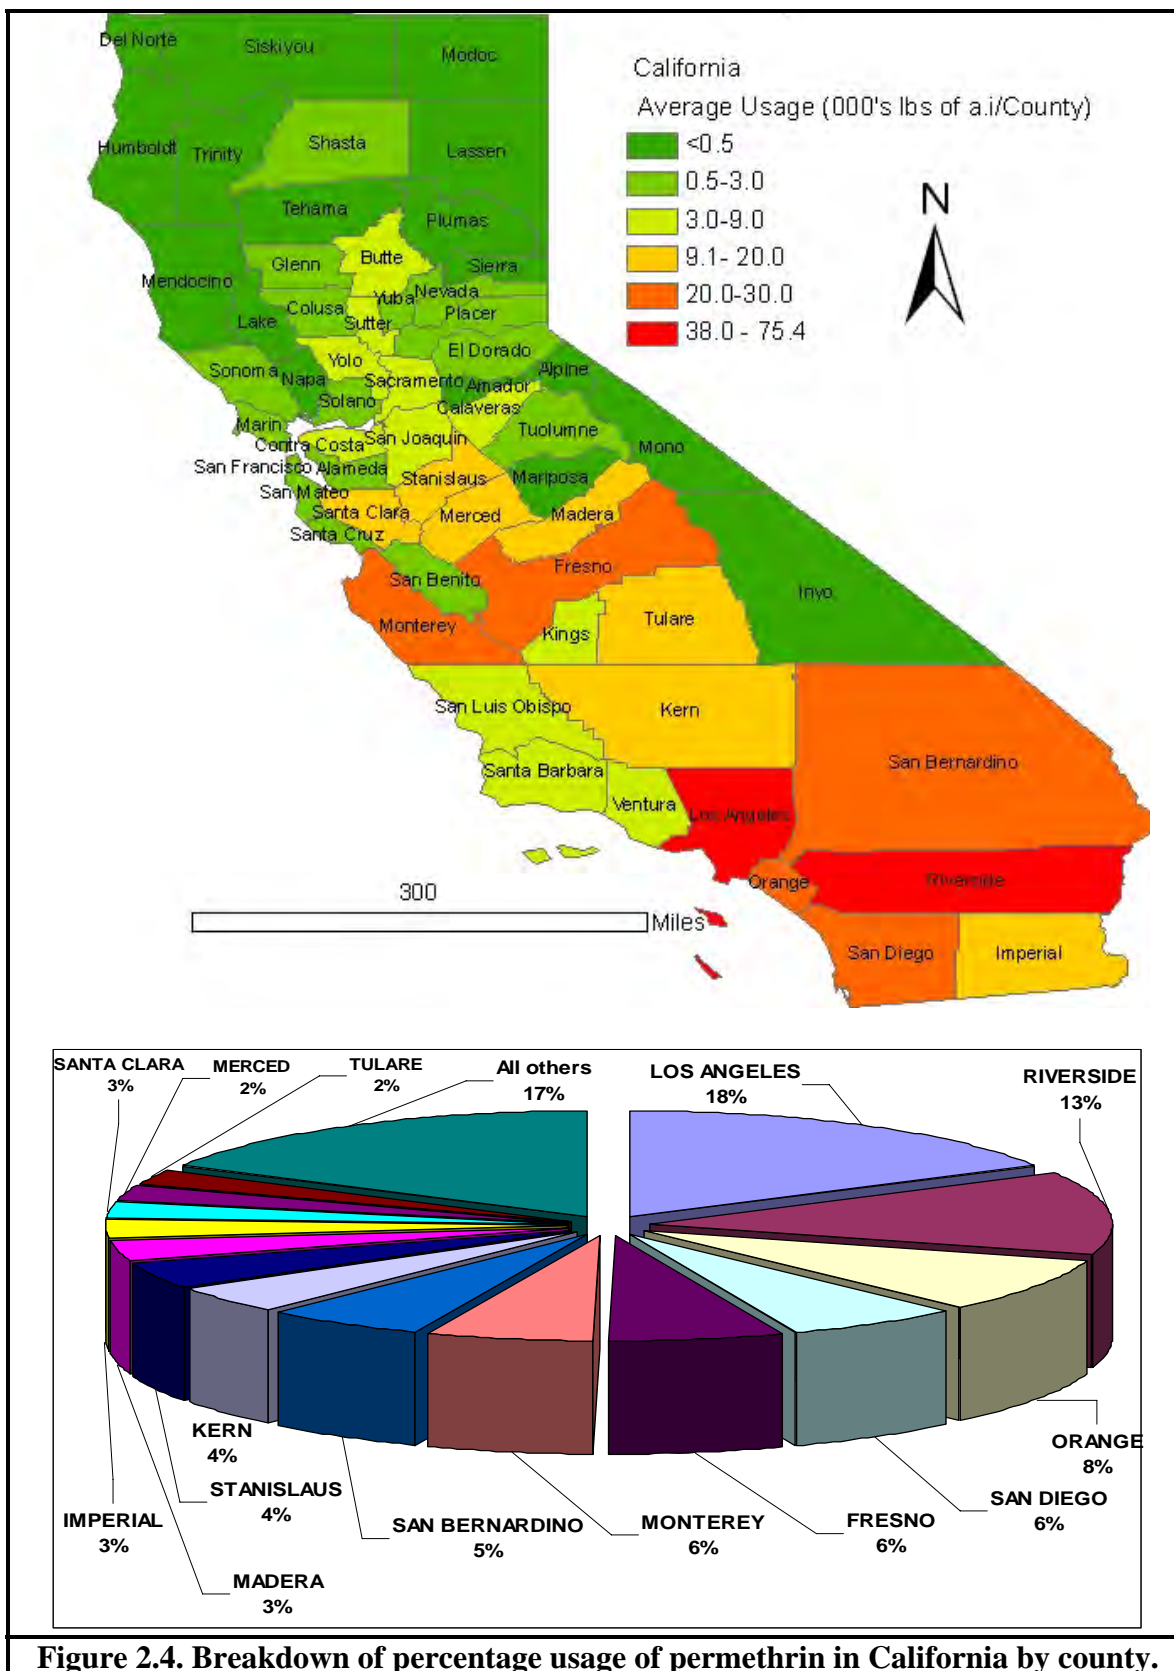 Del Norte
Siskiyou
Modoc
California
Average Usage (000's lbs of a.i/County)
<0.5
0.5-3.0
3.0-9.0
9.1- 20.0
20.0-30.0
38.0 - 75.4
N
Humboldt
Trinity
Shasta
Lassen
Tehama
Plumas
Butte
Glenn
Sierra
Mendocino
Nevada
Yuba
Colusa
Placer
Lake
Sutter
El Dorado
Yolo
Sonoma
Napa
Sacramento
Amador
Alpine
Solano
Calaveras
Marin
Tuolumne
Contra Costa
San Joaquin
Mono
San Francisco
Alameda
Stanislaus
Mariposa
San Mateo
Santa Clara
Merced
Madera
Santa Cruz
Fresno
San Benito
Inyo
Monterey
Kings
Tulare
San Luis Obispo
Kern
San Bernardino
Santa Barbara
Ventura
Los Angeles
Orange
Riverside
300
Miles
San Diego
Imperial
SANTA CLARA
3%
MERCED
2%
TULARE
2%
All others
17%
LOS ANGELES
18%
RIVERSIDE
13%
ORANGE
8%
SAN DIEGO
6%
FRESNO
6%
MONTEREY
6%
SAN BERNARDINO
5%
KERN
4%
STANISLAUS
4%
IMPERIAL
3%
MADERA
3%
Figure 2.4. Breakdown of percentage usage of permethrin in California by county.